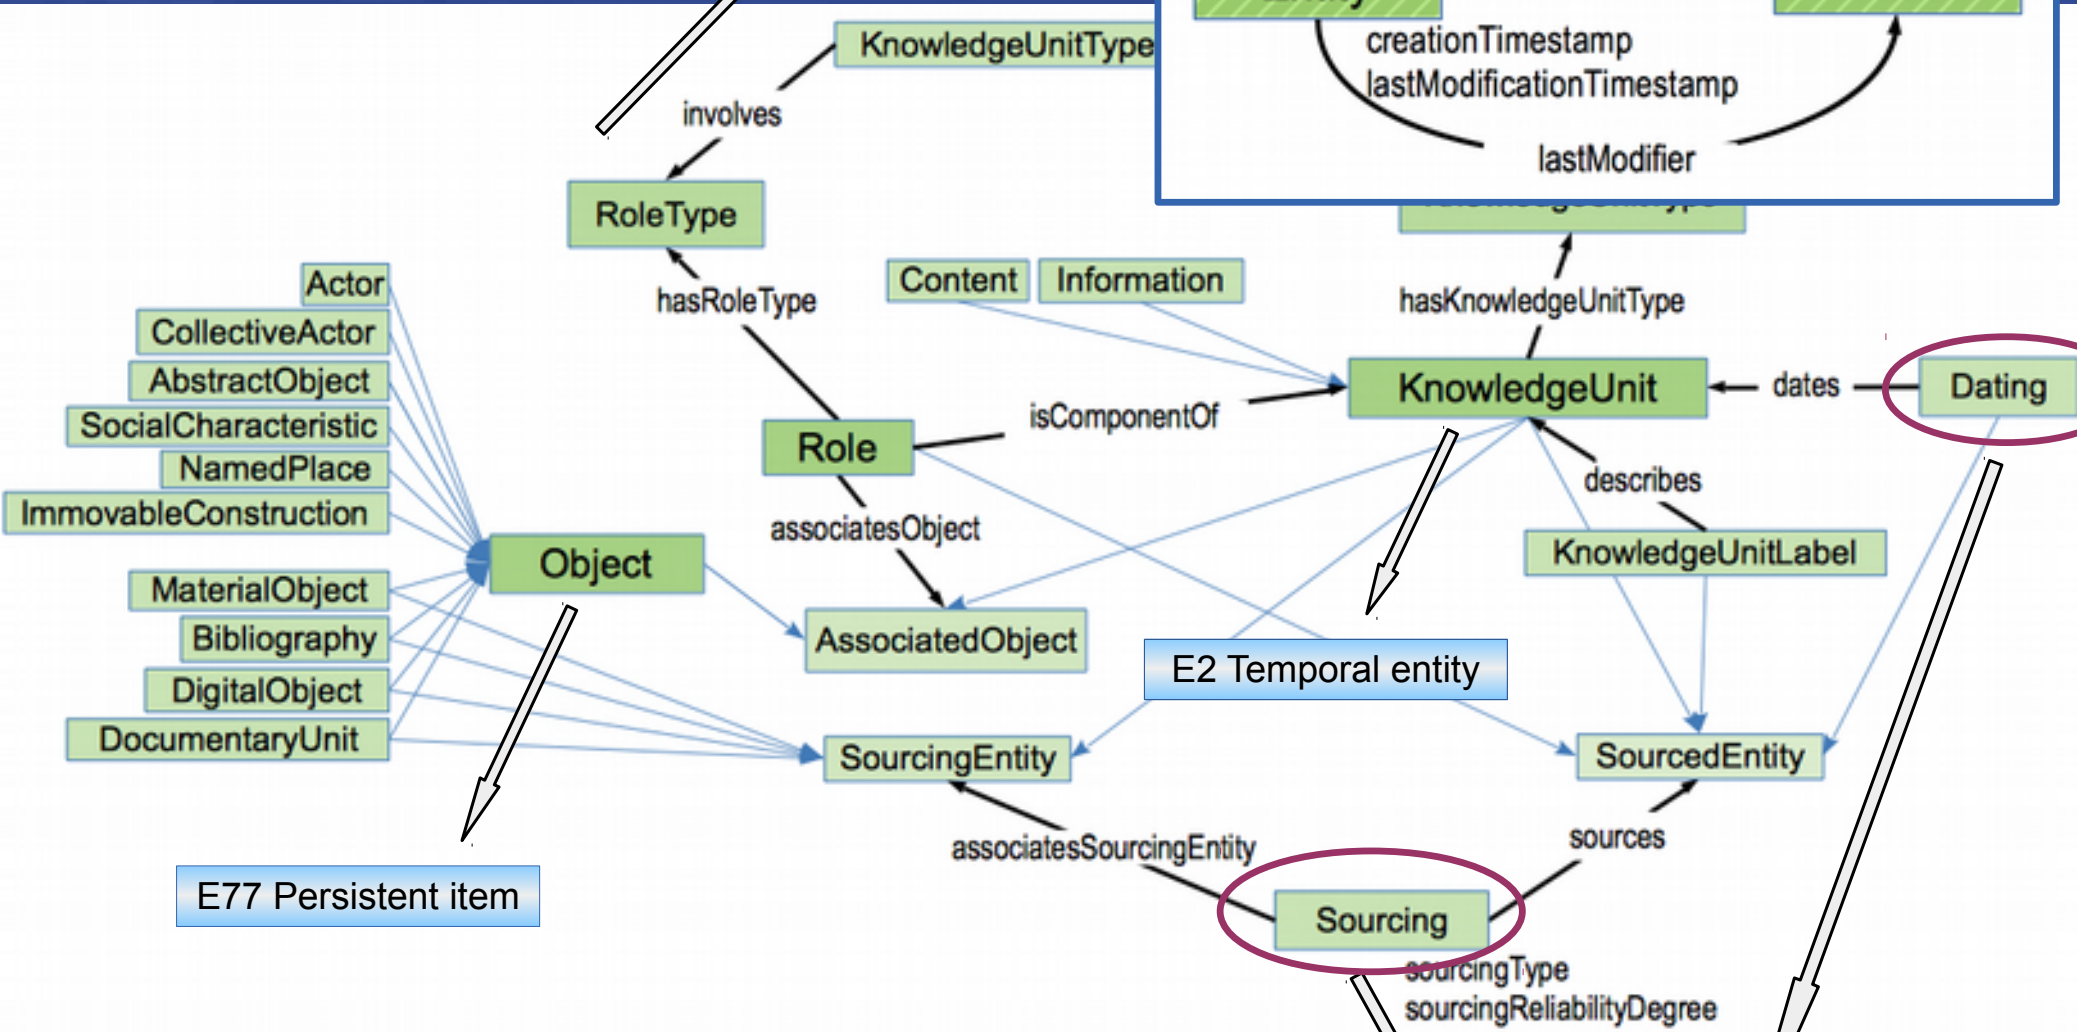 KnowledgeUnitType
creationTimestamp
lastModificationTimestamp
lastModifier
involves
RoleType
Actor
hasRoleType
Content
Information
hasKnowledgeUnitType
CollectiveActor
AbstractObject
SocialCharacteristic
NamedPlace
ImmovableConstruction
KnowledgeUnit
dates
Dating
isComponentOf
Role
describes
associatesObject
KnowledgeUnitLabel
Object
MaterialObject
Bibliography
DigitalObject
DocumentaryUnit
AssociatedObject
E2 Temporal entity
SourcingEntity
SourcedEntity
associatesSourcingEntity
sources
E77 Persistent item
Sourcing
sourcingType
sourcingReliabilityDegree